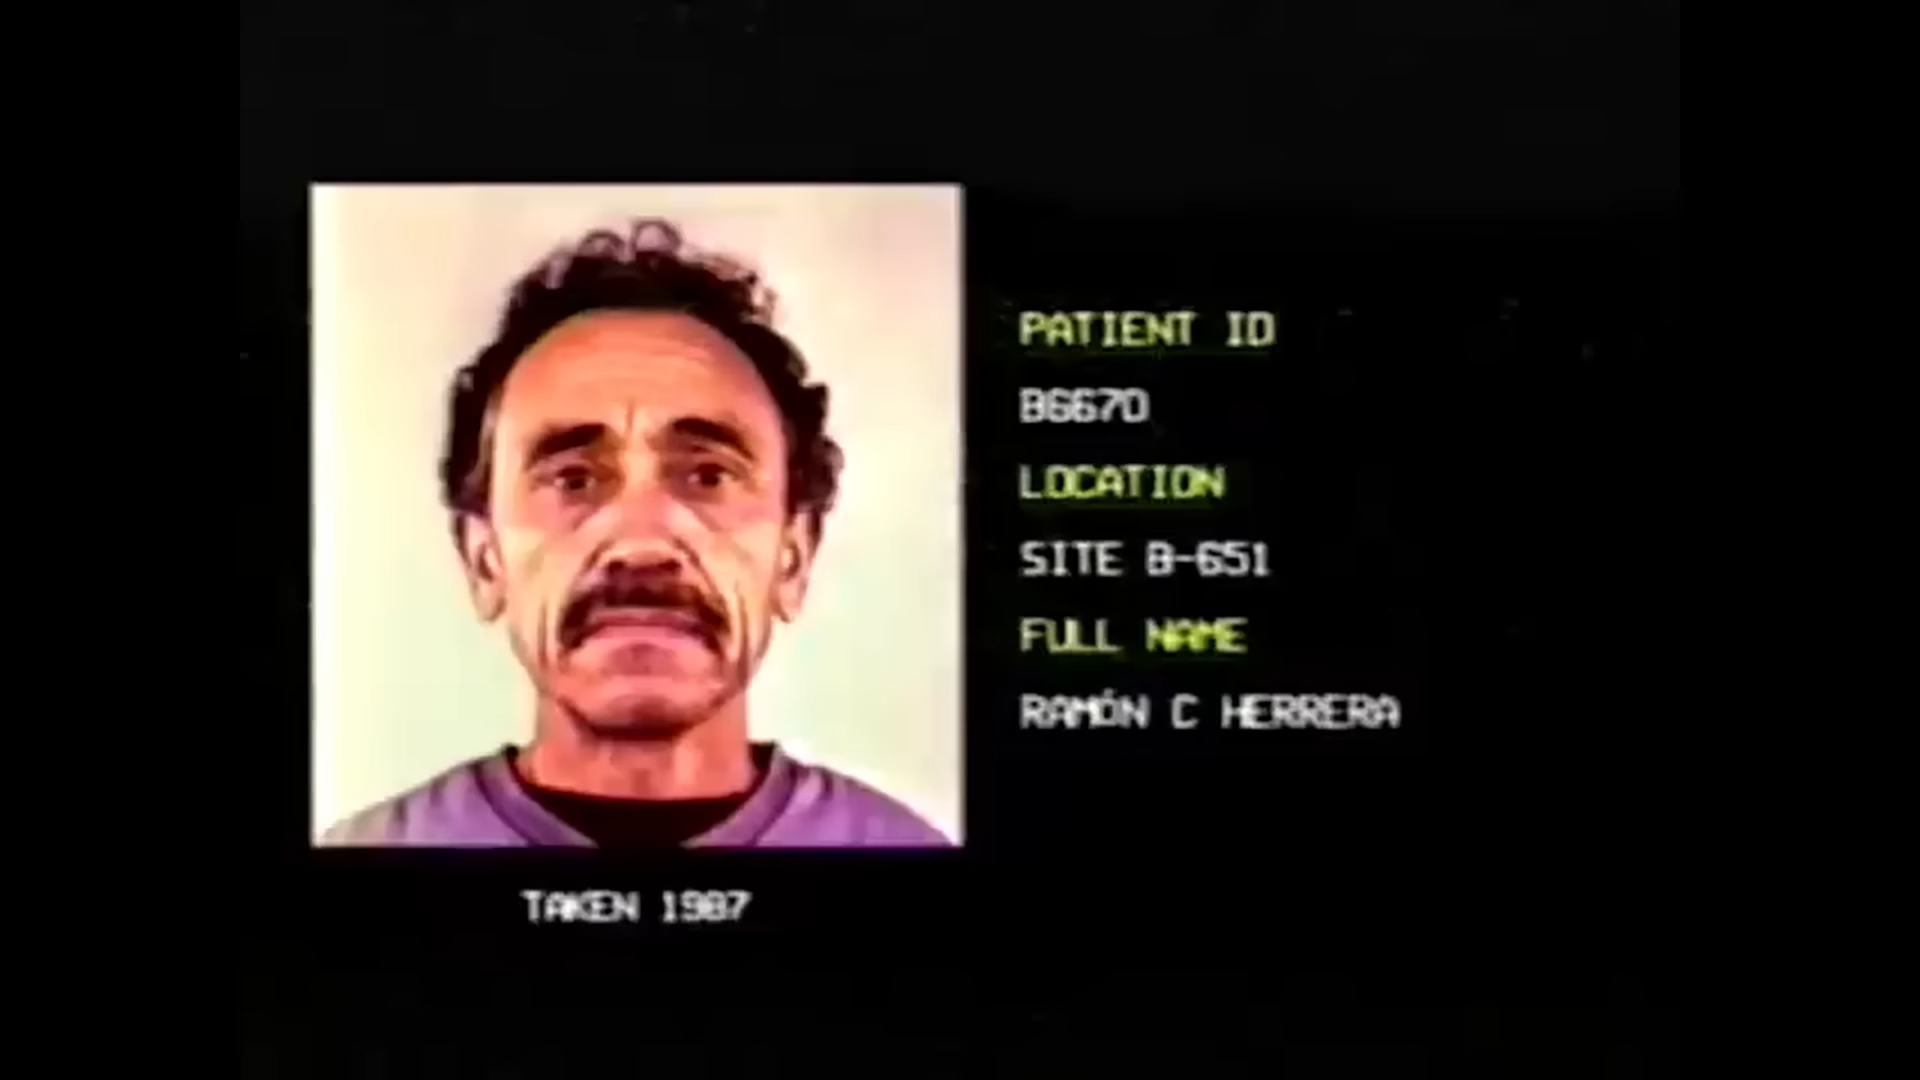 PATIENT ID
B6670
LOCATION
SITE B-651
FULL NAME
RAMÓN C HERRERA
TAKEN 1987